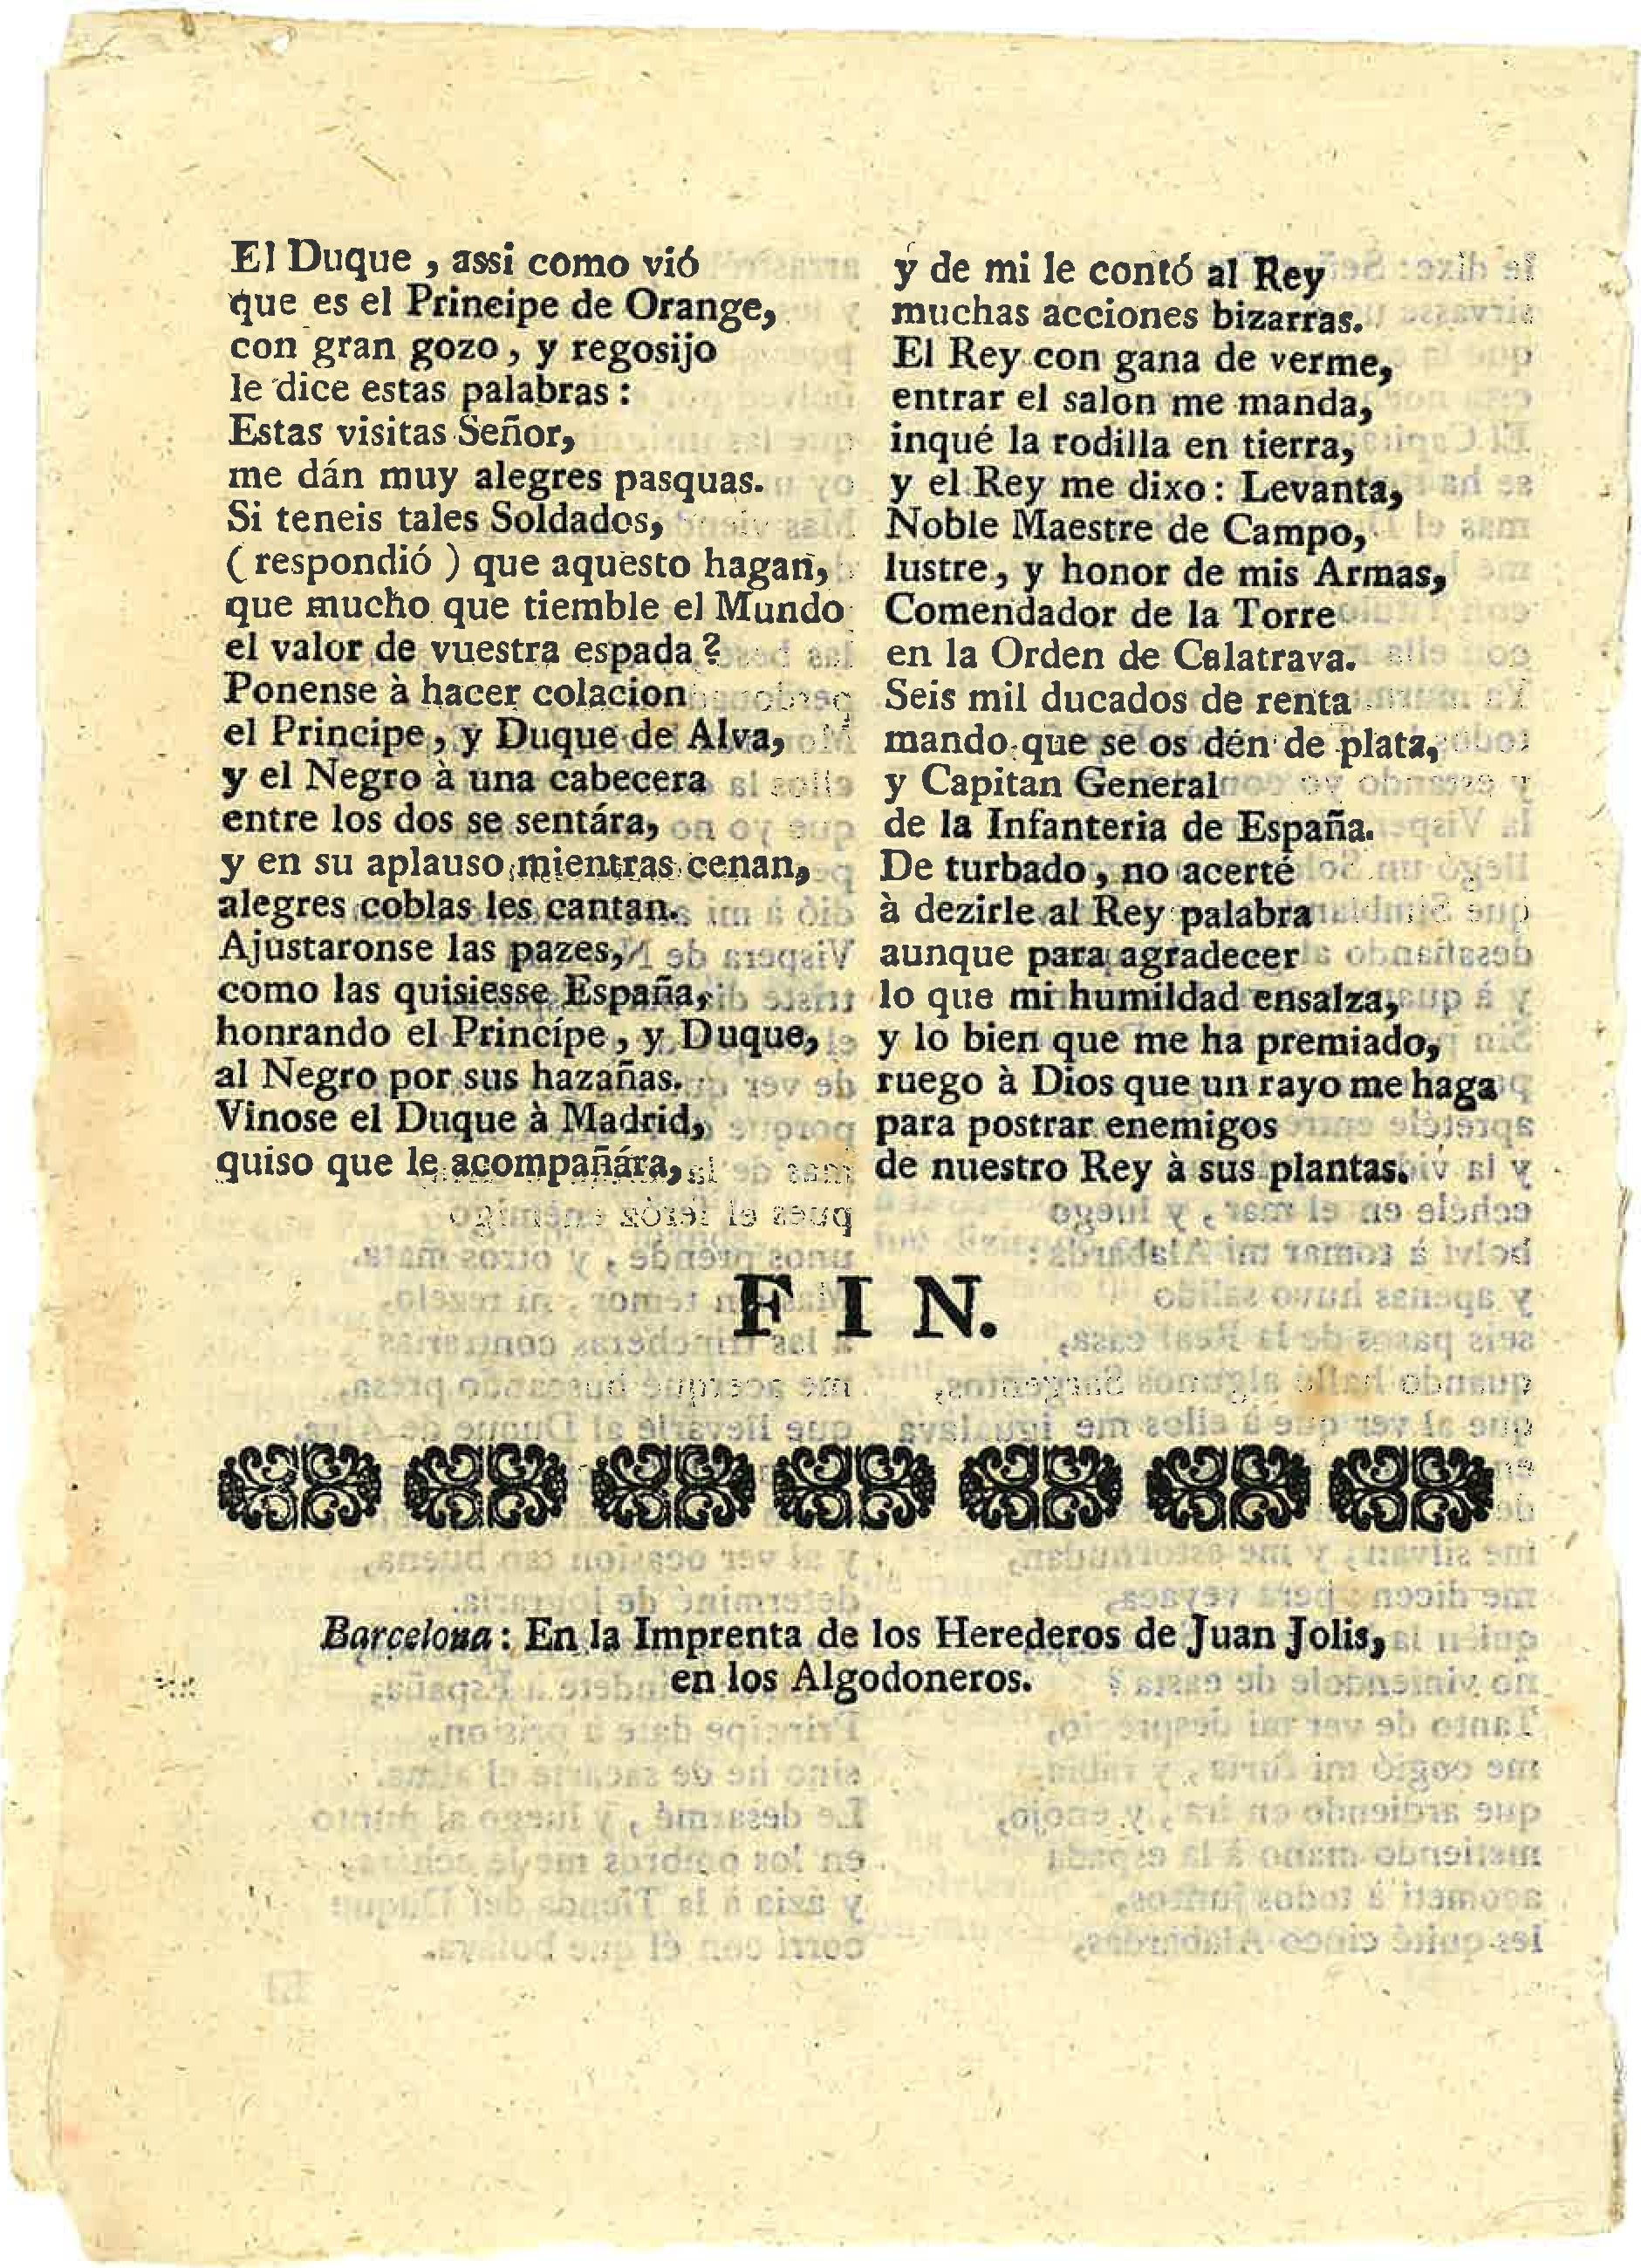 El Duque , assi como vió
que es el Prineipe de Orange,
con gran gozo , y regosijo
le dice estas palabras :
Estas visitas Señor,
me dán muy alegres pasquas.
Si teneis tales Soldados,
( respondió ) que aquesto hagan,
que mucho que tiemble el Mundo
el valor de vuestra espada ?
Ponense à hacer colacion
el Principe , y Duque de Alva,
y el Negro à una cabecera
entre los dos se sentára,
y en su aplauso mientras cenan,
alegres coblas les cantan.
Ajustaronse las pazes,
como las quisiesse España,
honrando el Principe , y Duque,
al Negro por sus hazañas.
Vinose el Duque à Madrid,
quiso que le acompañára,
y de mi le contó al Rey
muchas acciones bizarras.
El Rey con gana de verme,
entrar el salon me manda,
inqué la rodilla en tierra,
y el Rey me dixo : Levanta,
Noble Maestre de Campo,
lustre , y honor de mis Armas,
Comendador de la Torre
en la Orden de Calatrava.
Seis mil ducados de renta
mando que se os dén de plata,
y Capitan General
de la Infanteria de España.
De turbado , no acerté
à dezirle al Rey palabra
aunque para agradecer
lo que mi humildad ensalza,
y lo bien que me ha premiado,
ruego à Dios que un rayo me haga
para postrar enemigos
de nuestro Rey à sus plantas.
FIN.
Barcelona : En la Imprenta de los Herederos de Juan Jolis,
en los Algodoneros.